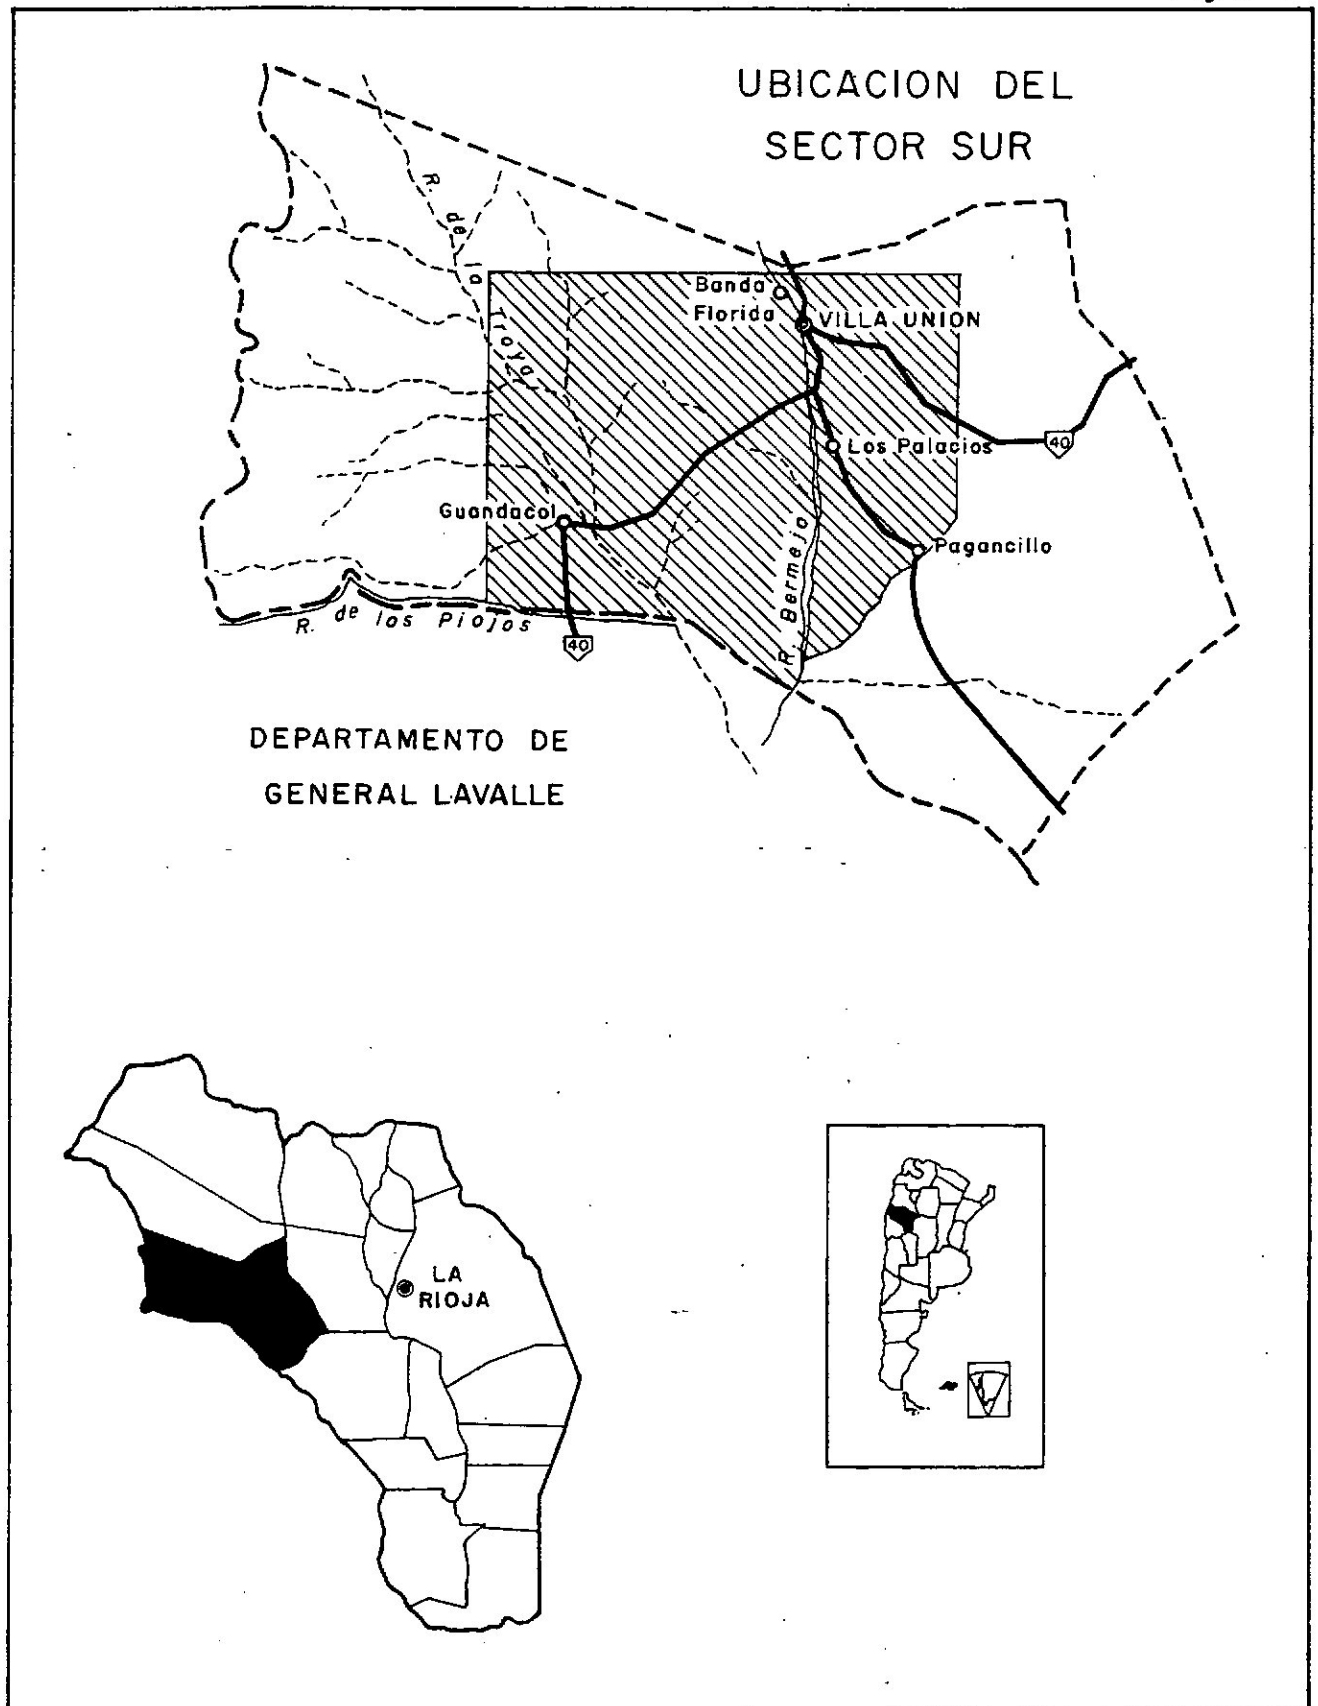 UBICACION DEL
SECTOR SUR
R. de la Troya
Banda
Florida
VILLA UNION
40
Los Palacios
Guandacol
Pagancillo
R. Bermejo
R. de los Piojos
40
DEPARTAMENTO DE
GENERAL LAVALLE
LA
RIOJA